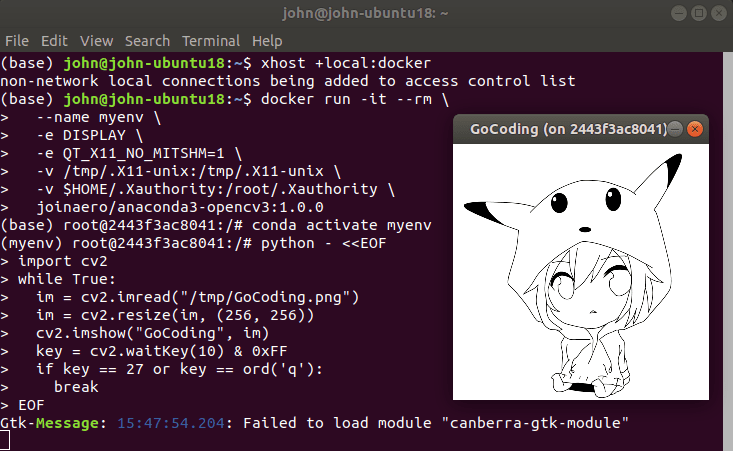 john@john-ubuntu18: ~
File Edit View Search Terminal Help
(base) john@john-ubuntu18:~$ xhost +local:docker
non-network local connections being added to access control list
(base) john@john-ubuntu18:~$ docker run -it --rm \
>   --name myenv \
>   -e DISPLAY \
>   -e QT_X11_NO_MITSHM=1 \
>   -v /tmp/.X11-unix:/tmp/.X11-unix \
>   -v $HOME/.Xauthority:/root/.Xauthority \
>   joinaero/anaconda3-opencv3:1.0.0
(base) root@2443f3ac8041:/# conda activate myenv
(myenv) root@2443f3ac8041:/# python - <<EOF
> import cv2
> while True:
>   im = cv2.imread("/tmp/GoCoding.png")
>   im = cv2.resize(im, (256, 256))
>   cv2.imshow("GoCoding", im)
>   key = cv2.waitKey(10) & 0xFF
>   if key == 27 or key == ord('q'):
>     break
> EOF
Gtk-Message: 15:47:54.204: Failed to load module "canberra-gtk-module"
GoCoding (on 2443f3ac8041)